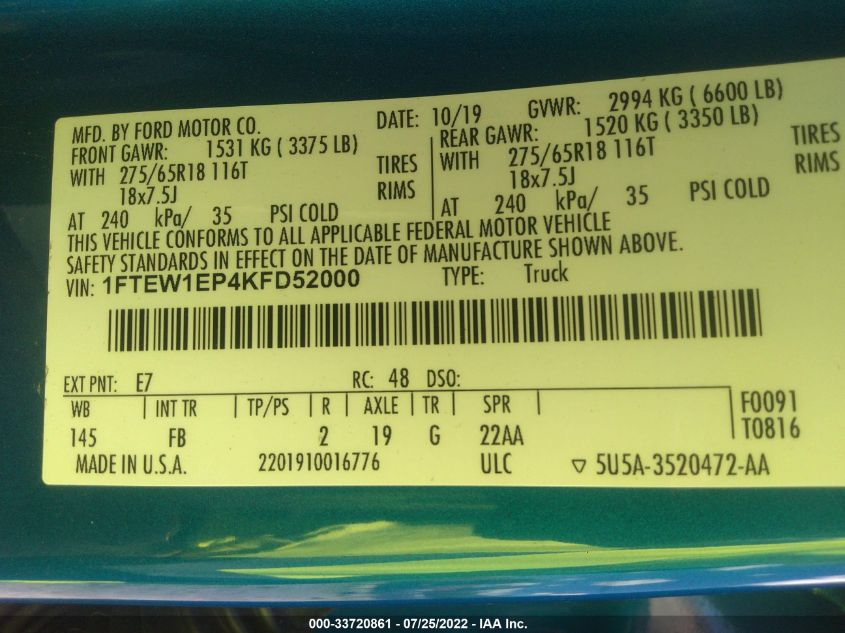 MFD. BY FORD MOTOR CO. DATE: 10/19 GVWR: 2994 KG ( 6600 LB)
FRONT GAWR: 1531 KG ( 3375 LB) REAR GAWR: 1520 KG ( 3350 LB)
WITH 275/65R18 116T TIRES WITH 275/65R18 116T TIRES
18x7.5J RIMS 18x7.5J RIMS
AT 240 kPa/ 35 PSI COLD AT 240 kPa/ 35 PSI COLD
THIS VEHICLE CONFORMS TO ALL APPLICABLE FEDERAL MOTOR VEHICLE
SAFETY STANDARDS IN EFFECT ON THE DATE OF MANUFACTURE SHOWN ABOVE.
VIN: 1FTEW1EP4KFD52000 TYPE: Truck
EXT PNT: E7 RC: 48 DSO:
WB INT TR TP/PS R AXLE TR SPR F0091
145 FB 2 19 G 22AA T0816
MADE IN U.S.A. 2201910016776 ULC ▽ 5U5A-3520472-AA
000-33720861 - 07/25/2022 - IAA Inc.